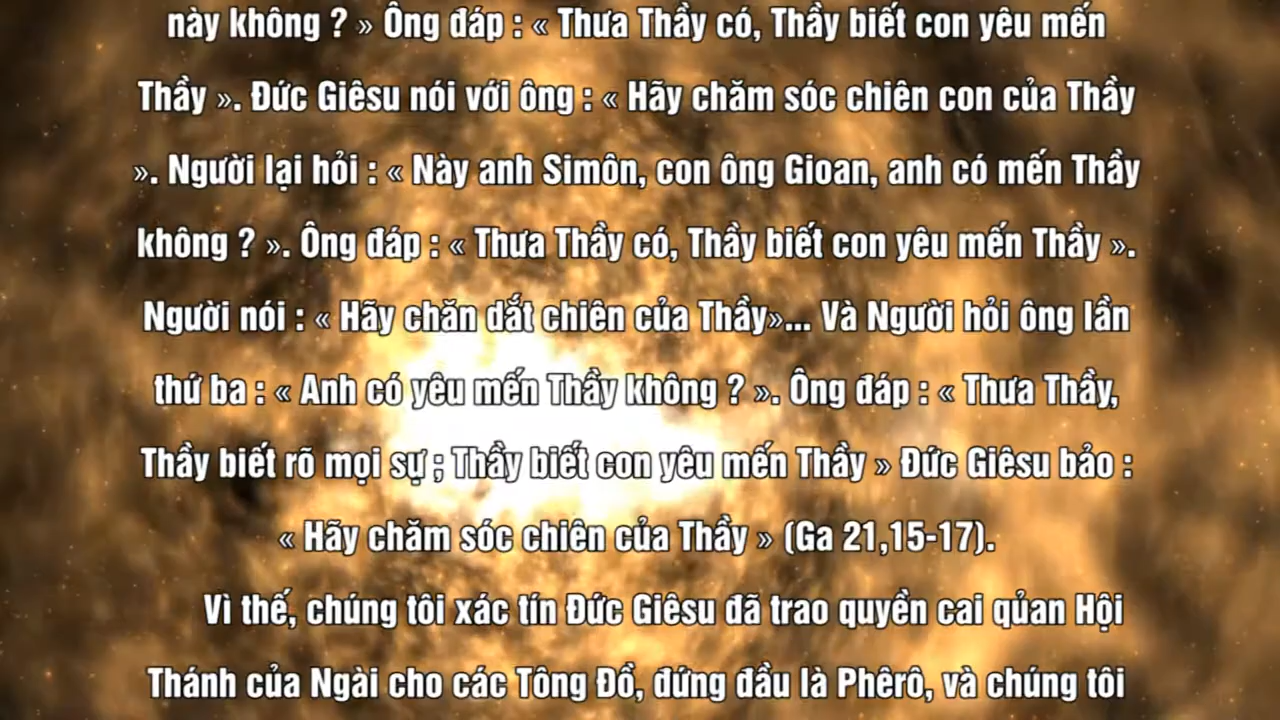 này không ? » Ông đáp : « Thưa Thầy có, Thầy biết con yêu mến
Thầy ». Đức Giêsu nói với ông : « Hãy chăm sóc chiên con của Thầy
». Người lại hỏi : « Này anh Simôn, con ông Gioan, anh có mến Thầy
không ? ». Ông đáp : « Thưa Thầy có, Thầy biết con yêu mến Thầy ».
Người nói : « Hãy chăn dắt chiên của Thầy»... Và Người hỏi ông lần
thứ ba : « Anh có yêu mến Thầy không ? ». Ông đáp : « Thưa Thầy,
Thầy biết rõ mọi sự ; Thầy biết con yêu mến Thầy » Đức Giêsu bảo :
« Hãy chăm sóc chiên của Thầy » (Ga 21,15-17).
Vì thế, chúng tôi xác tín Đức Giêsu đã trao quyền cai qủan Hội
Thánh của Ngài cho các Tông Đồ, đứng đầu là Phêrô, và chúng tôi